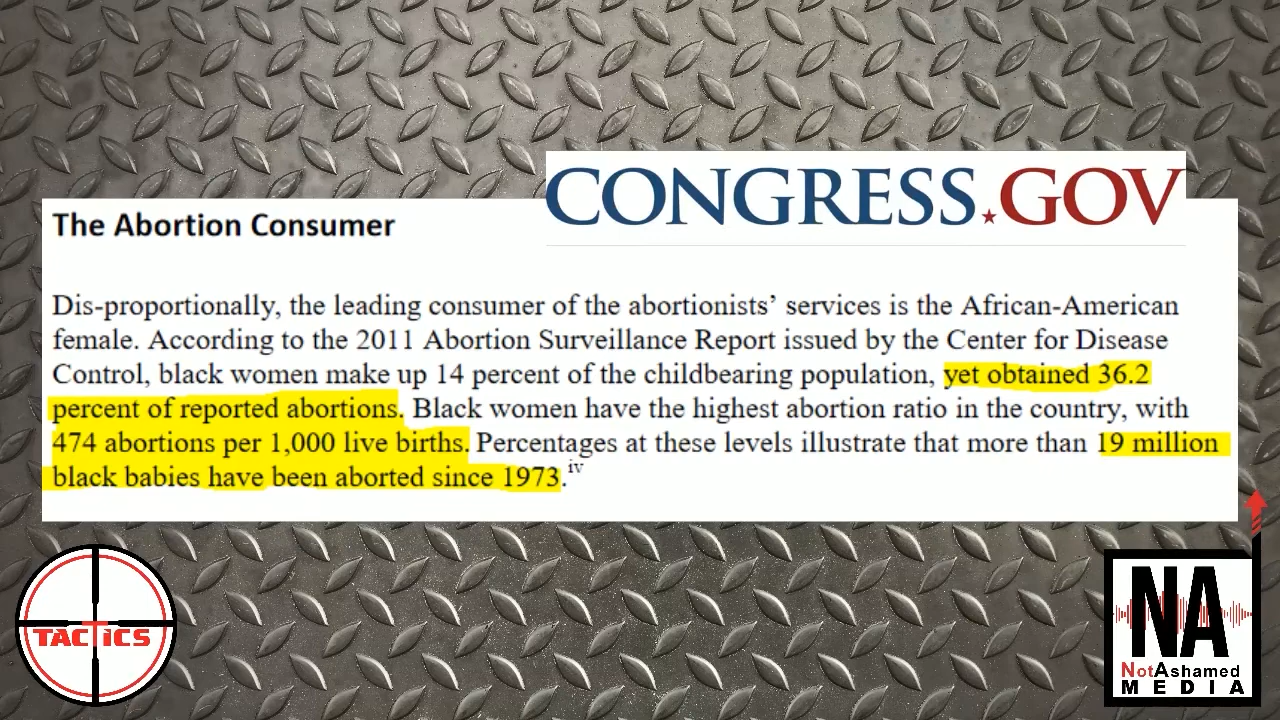 CONGRESS.GOV
The Abortion Consumer
Dis-proportionally, the leading consumer of the abortionists’ services is the African-American
female. According to the 2011 Abortion Surveillance Report issued by the Center for Disease
Control, black women make up 14 percent of the childbearing population, yet obtained 36.2
percent of reported abortions. Black women have the highest abortion ratio in the country, with
474 abortions per 1,000 live births. Percentages at these levels illustrate that more than 19 million
black babies have been aborted since 1973.iv
TACTICS
NA
NotAshamed
MEDIA